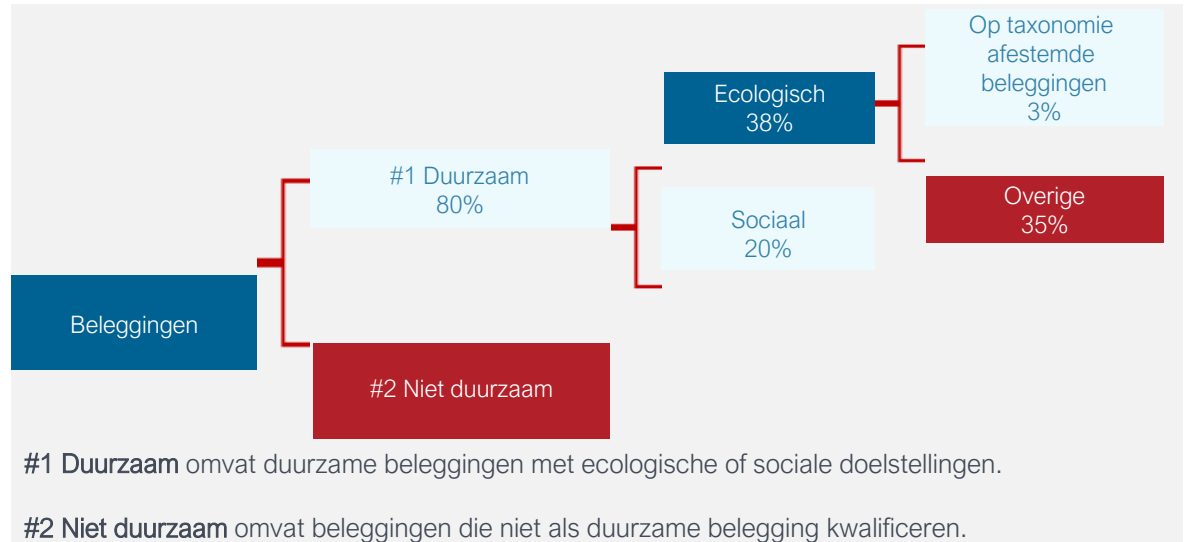 Beleggingen
#1 Duurzaam
80%
#2 Niet duurzaam
Ecologisch
38%
Sociaal
20%
Op taxonomie
afestemde
beleggingen
3%
Overige
35%
#1 Duurzaam omvat duurzame beleggingen met ecologische of sociale doelstellingen.
#2 Niet duurzaam omvat beleggingen die niet als duurzame belegging kwalificeren.